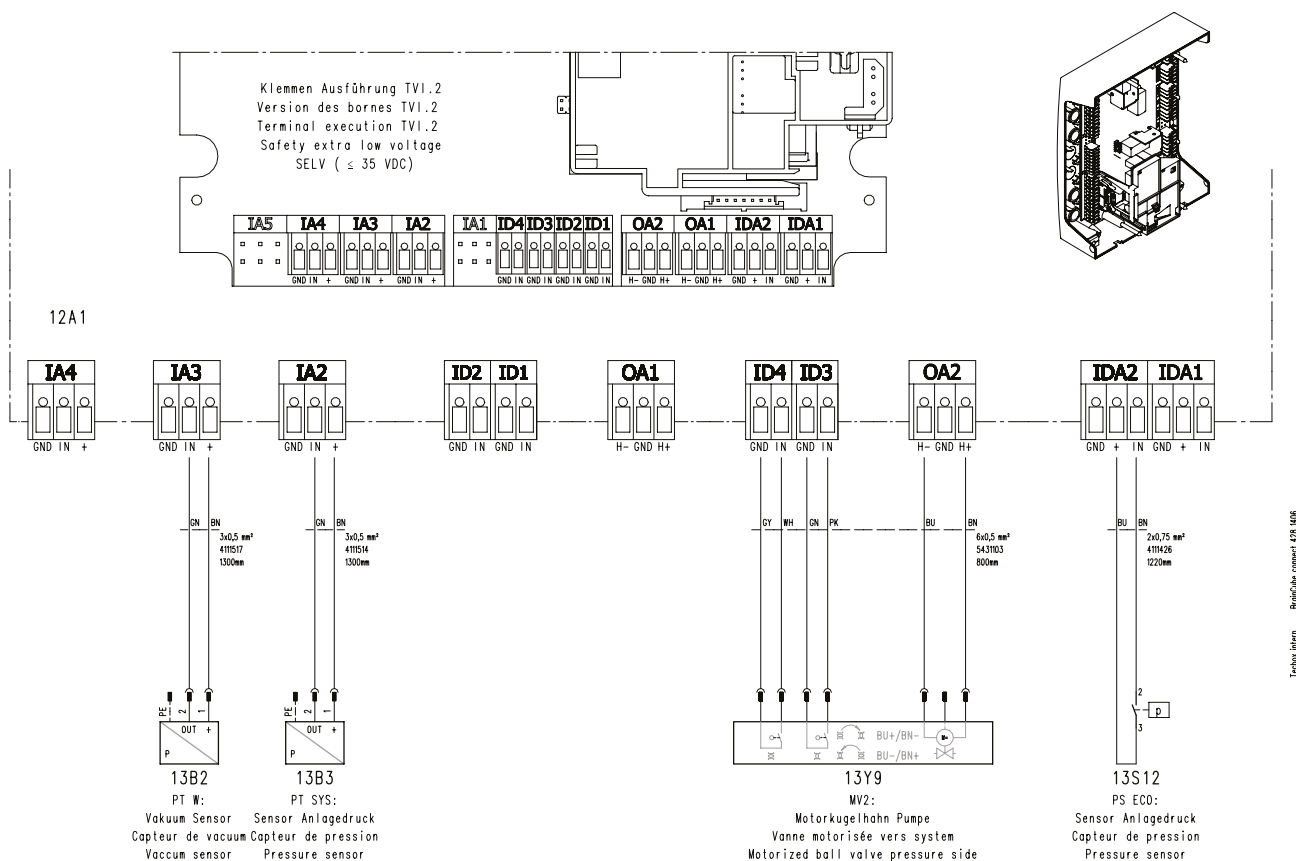 Klemmen Ausführung TVI.2
Version des bornes TVI.2
Terminal execution TVI.2
Safety extra low voltage
SELV ( ≤ 35 VDC)
IA5 IA4 IA3 IA2 IA1 ID4 ID3 ID2 ID1 OA2 OA1 IDA2 IDA1
GND IN + GND IN + GND IN + GND IN GND IN GND IN GND IN H- GND H+ H- GND H+ GND + IN GND + IN
12A1
IA4 IA3 IA2 ID2 ID1 OA1 ID4 ID3 OA2 IDA2 IDA1
GND IN + GND IN + GND IN + GND IN GND IN H- GND H+ GND IN GND IN H- GND H+ GND + IN GND + IN
GN BN GN BN GY WH GN PK BU BN BU BN
3x0,5 mm²
4111517
1300mm
3x0,5 mm²
4111514
1300mm
6x0,5 mm²
5431103
800mm
2x0,75 mm²
4111426
1220mm
Techbox intern BrainCube connect 428 1406
PE 2 1 PE 2 1 2
OUT + OUT + BU+/BN- M~ p
P P BU-/BN+ 3
13B2 13B3 13Y9 13S12
PT W: PT SYS: MV2: PS ECO:
Vakuum Sensor Sensor Anlagedruck Motorkugelhahn Pumpe Sensor Anlagedruck
Capteur de vacuum Capteur de pression Vanne motorisée vers system Capteur de pression
Vaccum sensor Pressure sensor Motorized ball valve pressure side Pressure sensor